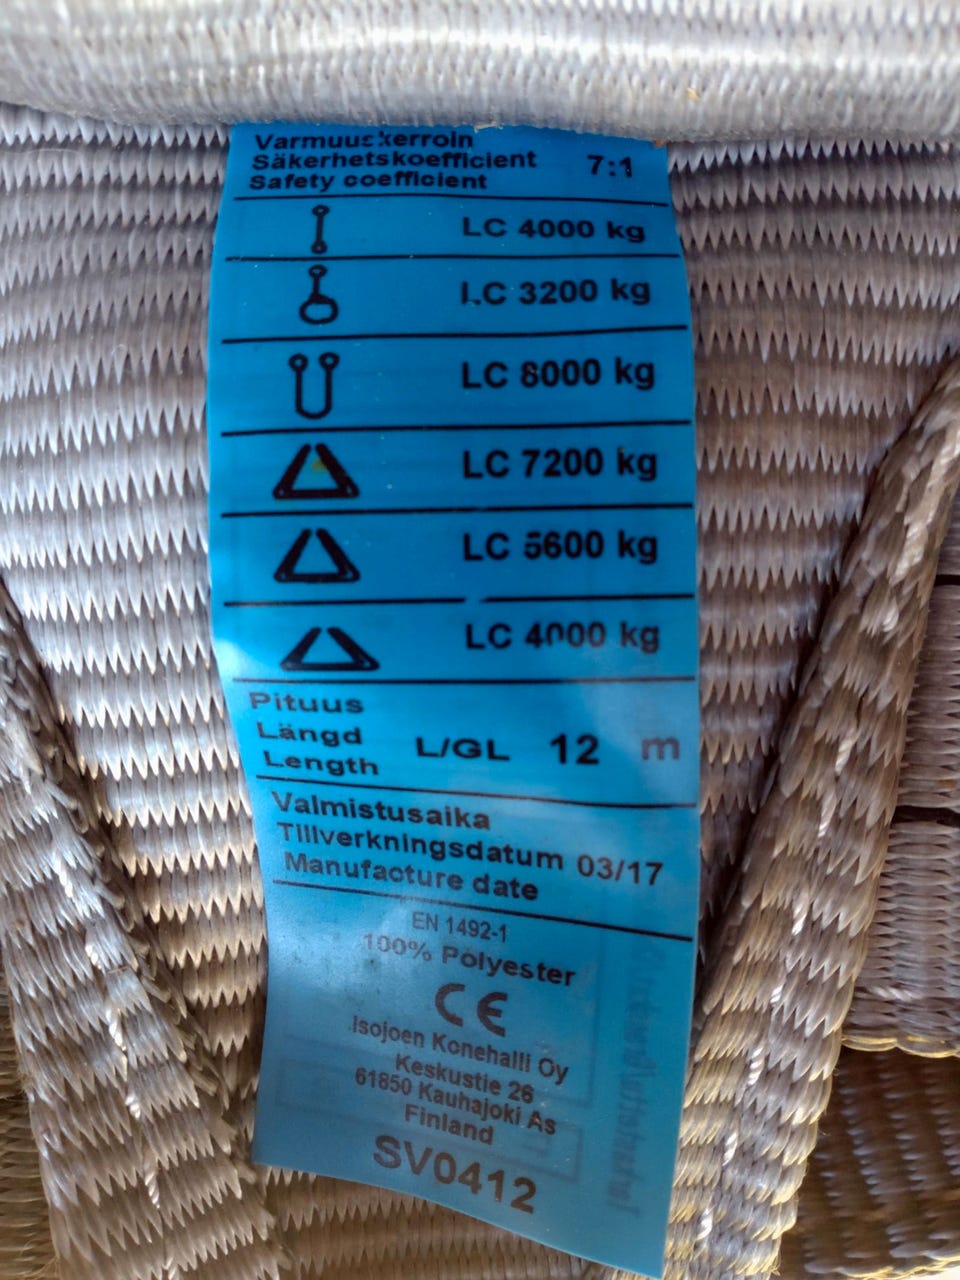 Varmuuskerroin
Säkerhetskoefficient 7:1
Safety coefficient
LC 4000 kg
LC 3200 kg
LC 8000 kg
LC 7200 kg
LC 5600 kg
LC 4000 kg
Pituus
Längd L/GL 12 m
Length
Valmistusaika
Tillverkningsdatum 03/17
Manufacture date
EN 1492-1
100% Polyester
CE
Isojoen Konehalli Oy
Keskustie 26
61850 Kauhajoki As
Finland
SV0412